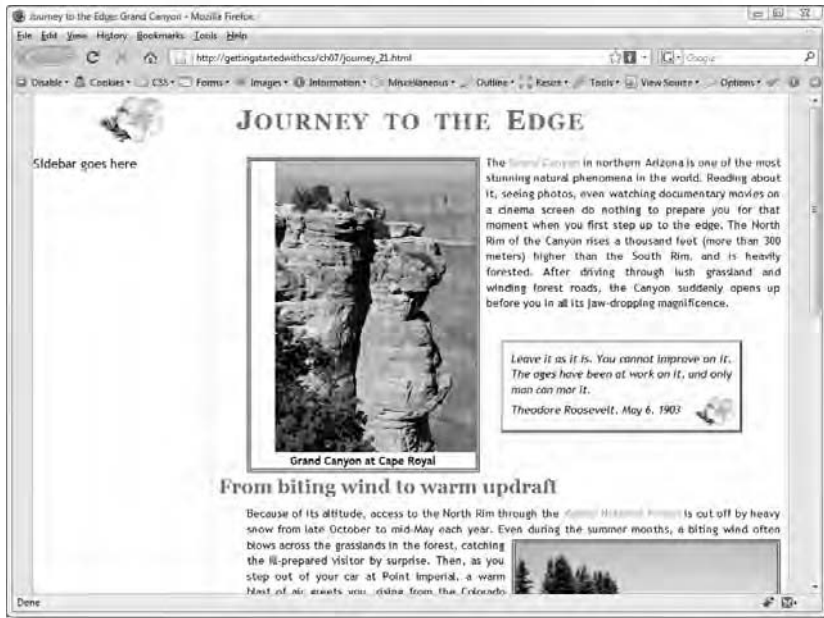 Journey to the Edge: Grand Canyon - Mozilla Firefox
File Edit View History Bookmarks Tools Help
http://gettingstartedwithcss/ch07/journey_21.html
Google
Disable Cookies CSS Forms Images Information Miscellaneous Outline Resize Tools View Source Options
JOURNEY TO THE EDGE
Sidebar goes here
The Grand Canyon in northern Arizona is one of the most
stunning natural phenomena in the world. Reading about
it, seeing photos, even watching documentary movies on
a cinema screen do nothing to prepare you for that
moment when you first step up to the edge. The North
Rim of the Canyon rises a thousand feet (more than 300
meters) higher than the South Rim, and is heavily
forested. After driving through lush grassland and
winding forest roads, the Canyon suddenly opens up
before you in all its jaw-dropping magnificence.
Leave it as it is. You cannot improve on it.
The ages have been at work on it, and only
man can mar it.
Theodore Roosevelt, May 6, 1903
Grand Canyon at Cape Royal
From biting wind to warm updraft
Because of its altitude, access to the North Rim through the is cut off by heavy
snow from late October to mid-May each year. Even during the summer months, a biting wind often
blows across the grasslands in the forest, catching
the ill-prepared visitor by surprise. Then, as you
step out of your car at Point Imperial, a warm
blast of air greets you, rising from the Colorado
Done